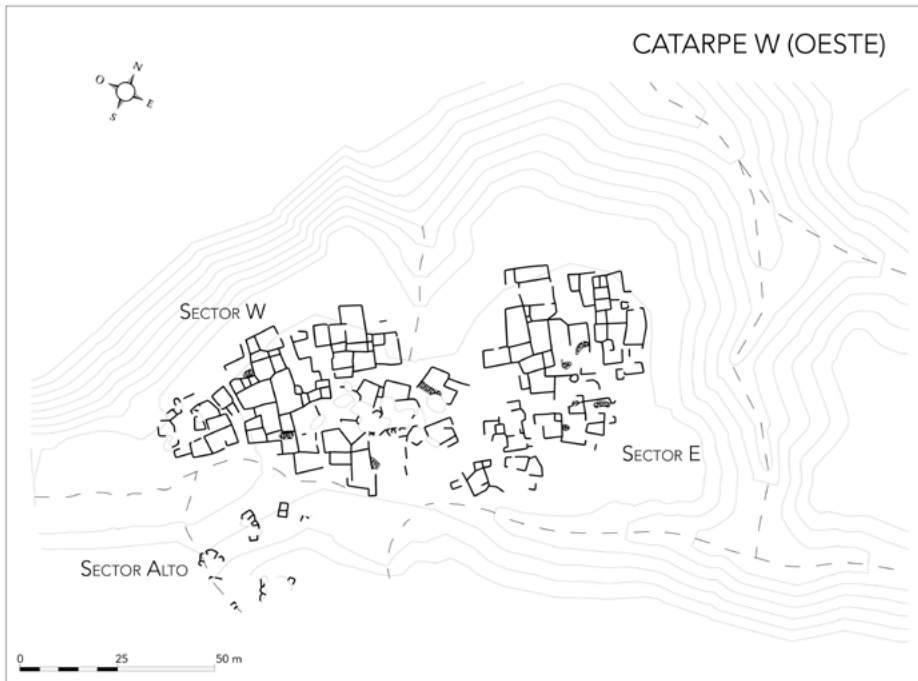 CATARPE W (OESTE)
N
O
E
S
SECTOR W
SECTOR E
SECTOR ALTO
0 25 50 m